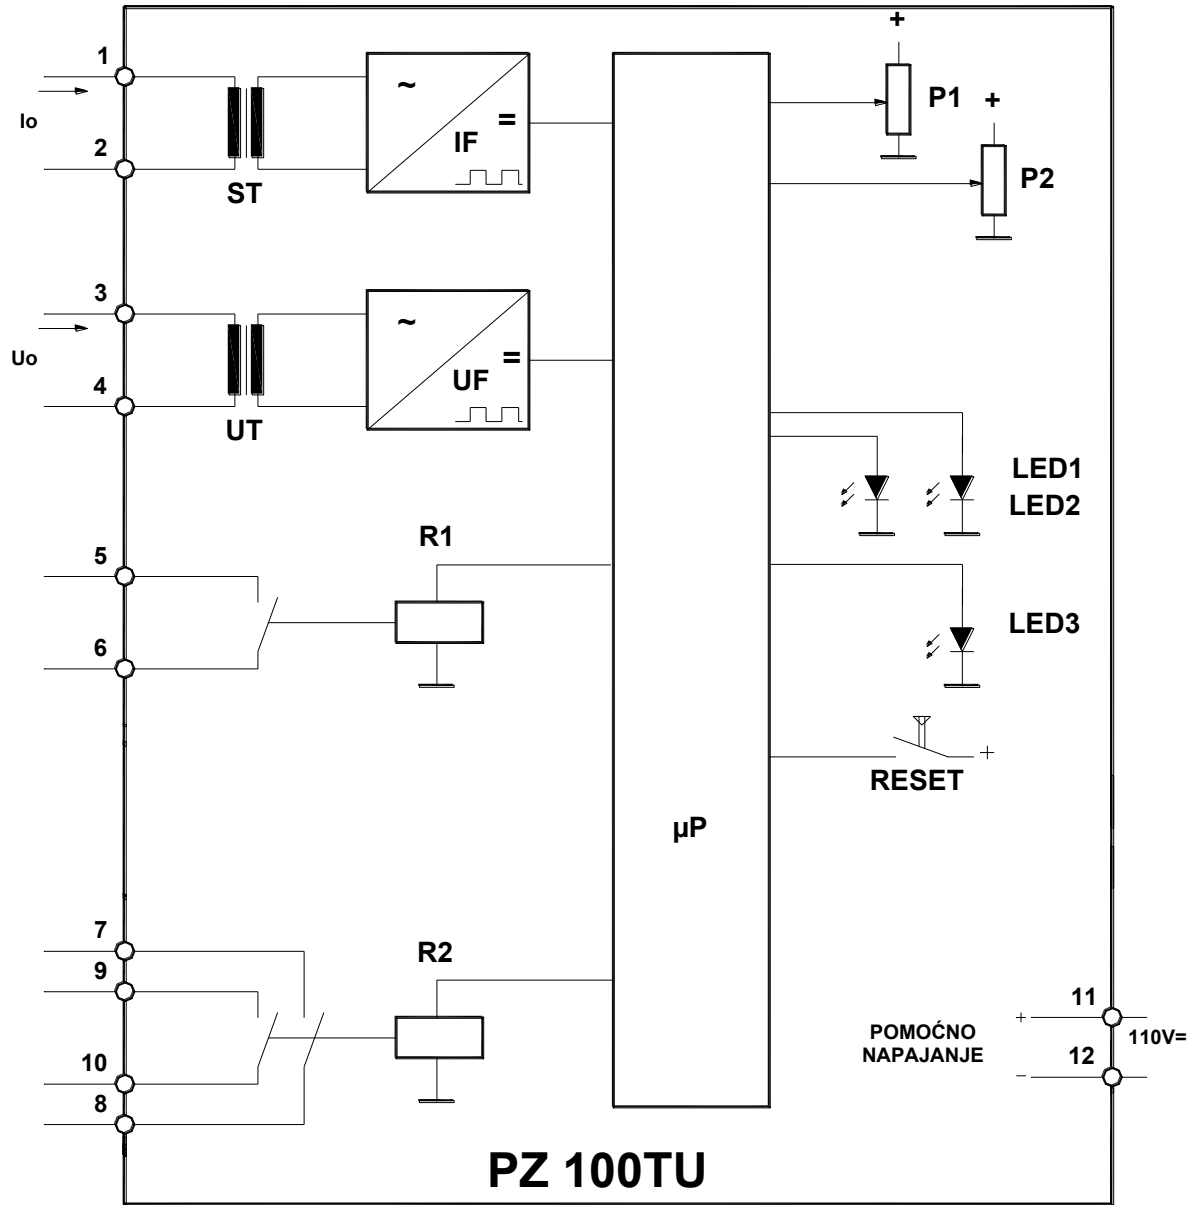 1
Io
2
ST
~
=
IF
+
P1
+
P2
3
Uo
4
UT
~
=
UF
LED1
LED2
5
R1
6
LED3
RESET
+
µP
7
9
R2
10
8
11
+
POMOĆNO
NAPAJANJE
110V=
12
−
PZ 100TU